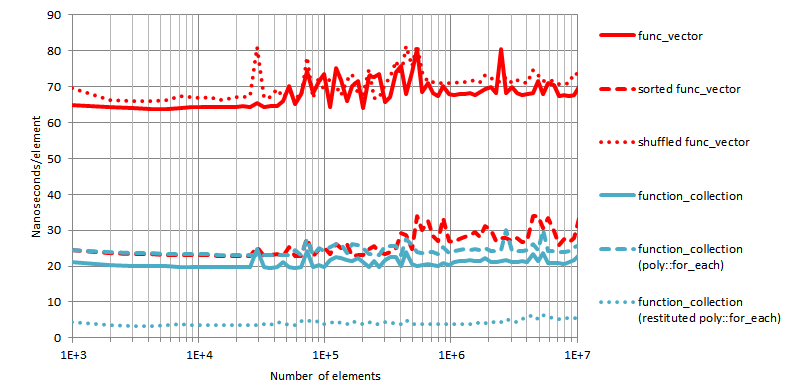 90
80
70
60
50
40
30
20
10
0
Nanoseconds/element
1E+3
1E+4
1E+5
1E+6
1E+7
Number of elements
func_vector
sorted func_vector
shuffled func_vector
function_collection
function_collection
(poly::for_each)
function_collection
(restituted poly::for_each)